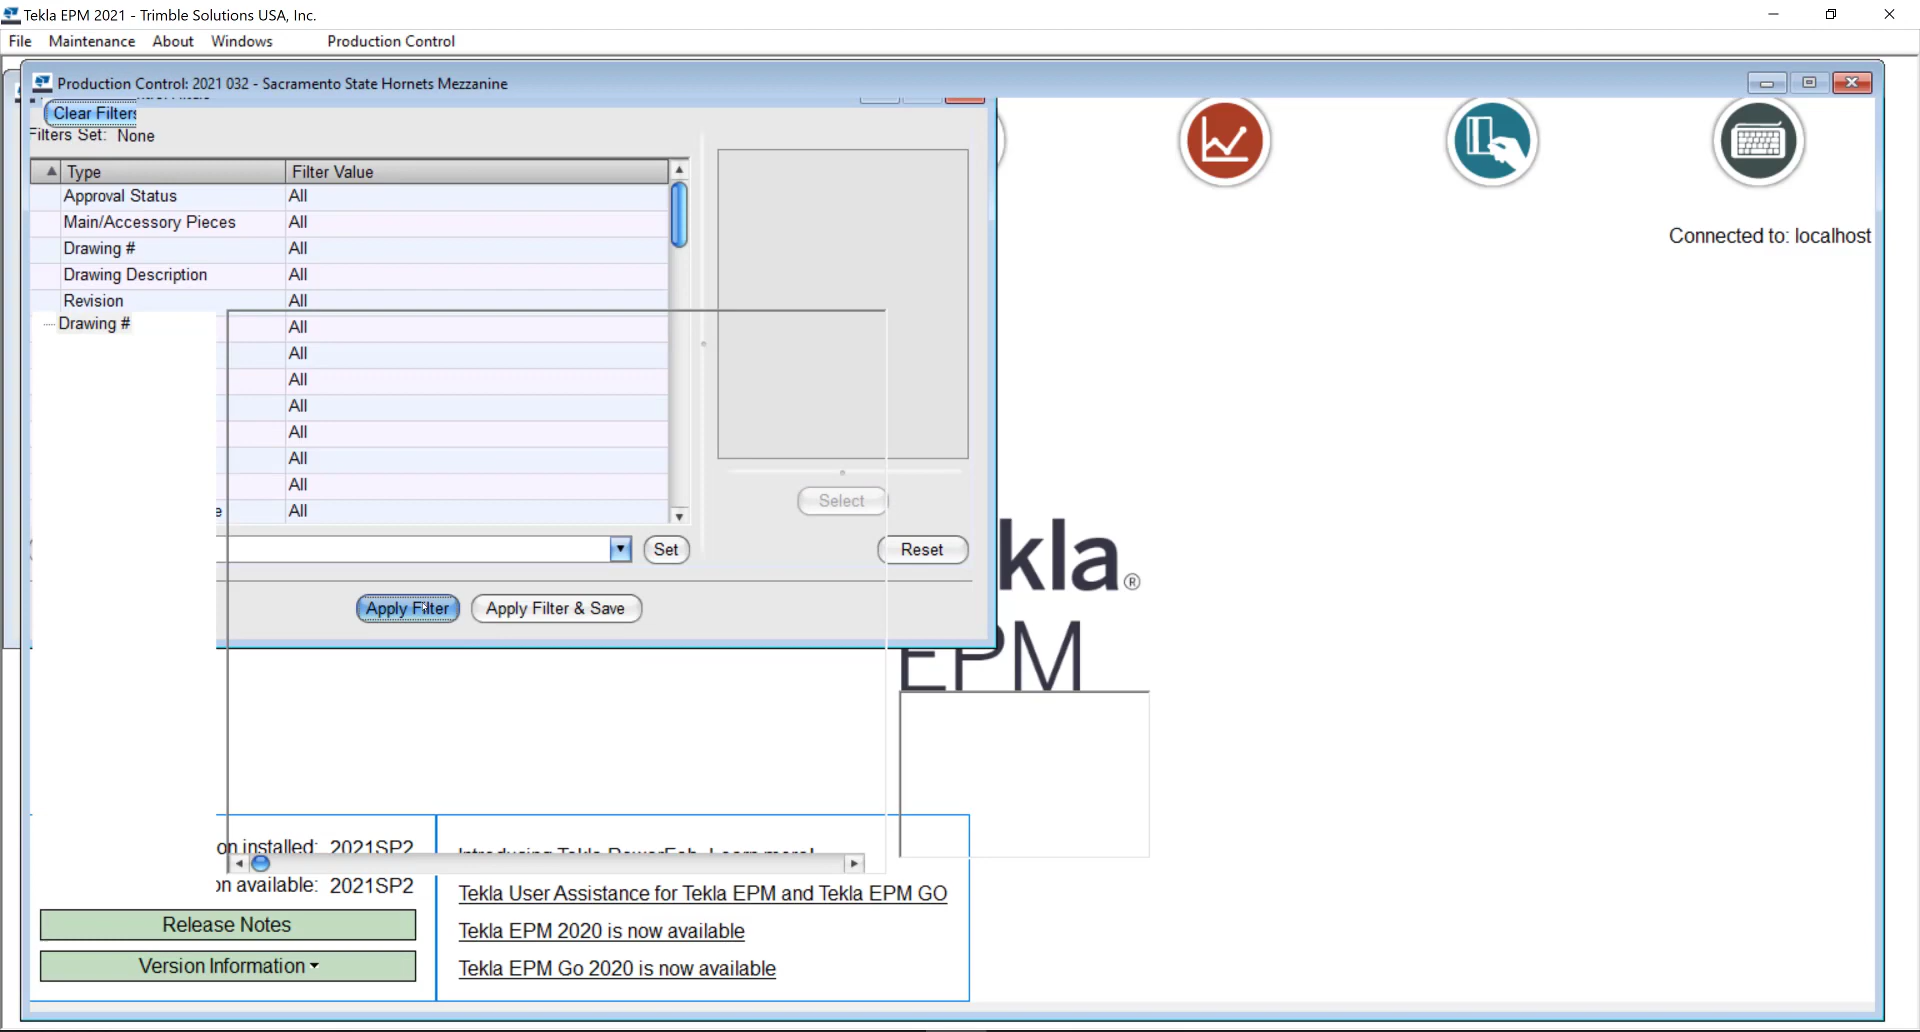 Tekla EPM 2021 - Trimble Solutions USA, Inc.
File Maintenance About Windows Production Control
Production Control: 2021 032 - Sacramento State Hornets Mezzanine
Clear Filters
Filters Set: None
Type Filter Value
Approval Status All
Main/Accessory Pieces All
Drawing # All
Drawing Description All
Revision All
Drawing #
All
All
All
All
All
All
All
All
Select
Set
Reset
Apply Filter
Apply Filter & Save
Connected to: localhost
kla®
EPM
on installed: 2021SP2
on available: 2021SP2
Release Notes
Version Information
Introducing Tekla PowerFab. Learn more!
Tekla User Assistance for Tekla EPM and Tekla EPM GO
Tekla EPM 2020 is now available
Tekla EPM Go 2020 is now available